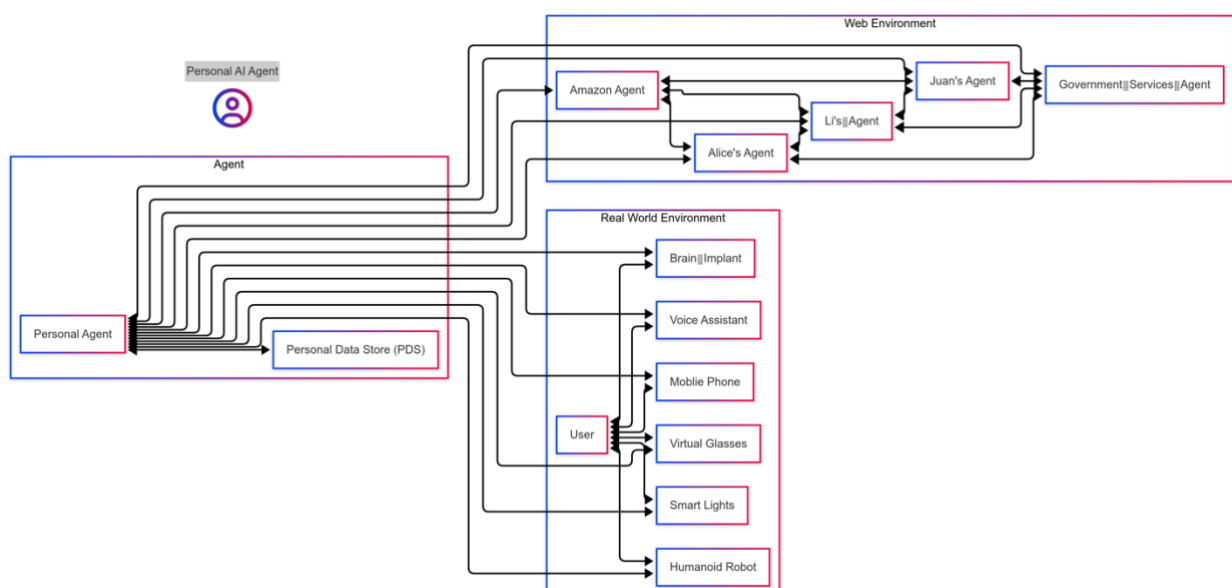 Web Environment
Personal AI Agent
Amazon Agent
Juan's Agent
Government||Services||Agent
Li's||Agent
Alice's Agent
Agent
Personal Agent
Personal Data Store (PDS)
Real World Environment
Brain||Implant
Voice Assistant
Moblie Phone
User
Virtual Glasses
Smart Lights
Humanoid Robot